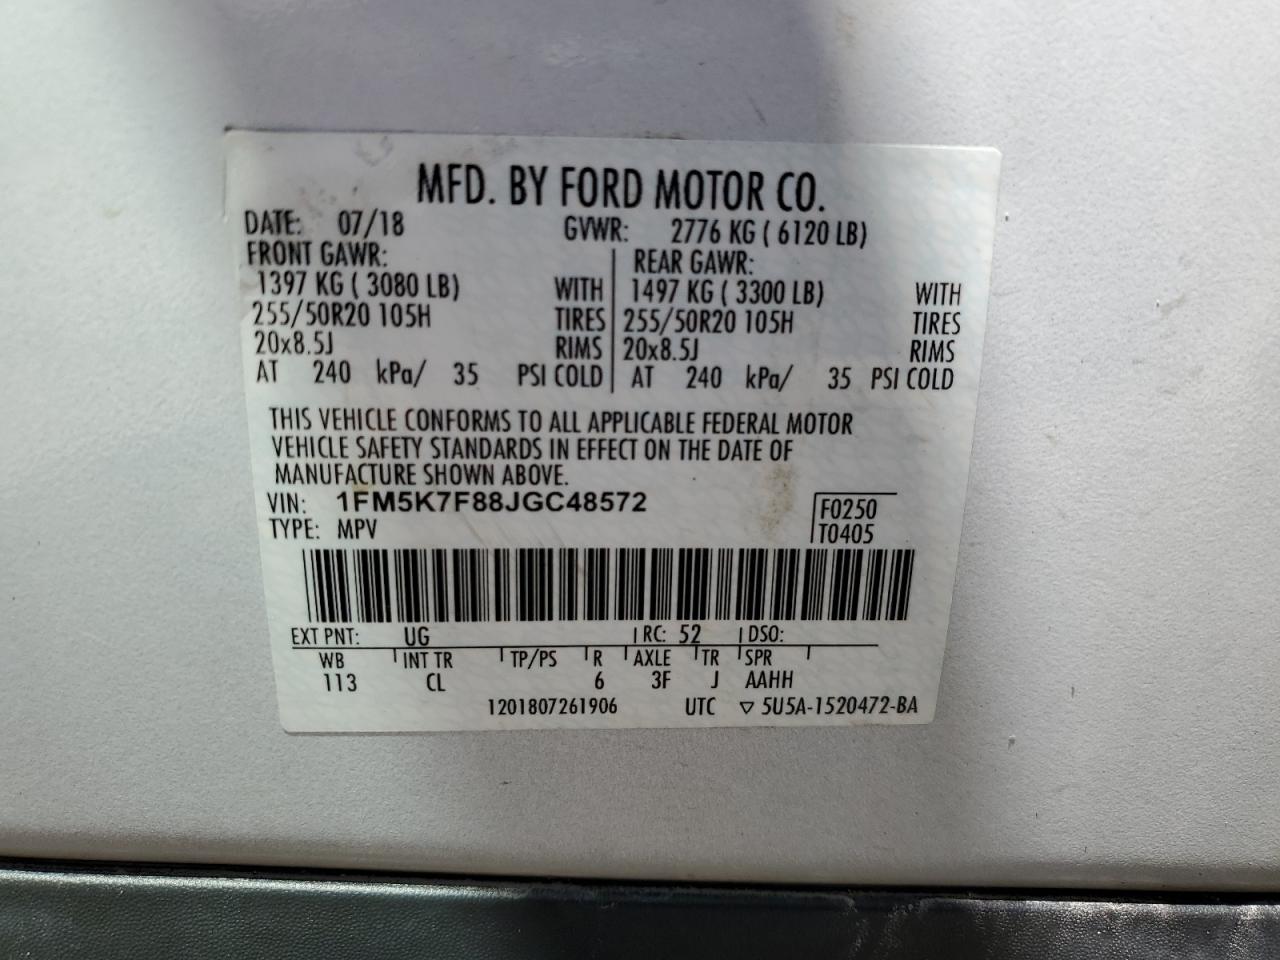 MFD. BY FORD MOTOR CO.
DATE: 07/18 GVWR: 2776 KG ( 6120 LB)
FRONT GAWR: REAR GAWR:
1397 KG ( 3080 LB) WITH 1497 KG ( 3300 LB) WITH
255/50R20 105H TIRES 255/50R20 105H TIRES
20x8.5J RIMS 20x8.5J RIMS
AT 240 kPa/ 35 PSI COLD AT 240 kPa/ 35 PSI COLD
THIS VEHICLE CONFORMS TO ALL APPLICABLE FEDERAL MOTOR
VEHICLE SAFETY STANDARDS IN EFFECT ON THE DATE OF
MANUFACTURE SHOWN ABOVE.
VIN: 1FM5K7F88JGC48572 F0250
TYPE: MPV T0405
EXT PNT: UG RC: 52 DSO:
WB INT TR TP/PS R AXLE TR SPR
113 CL 6 3F J AAHH
1201807261906 UTC ▽ 5U5A-1520472-BA